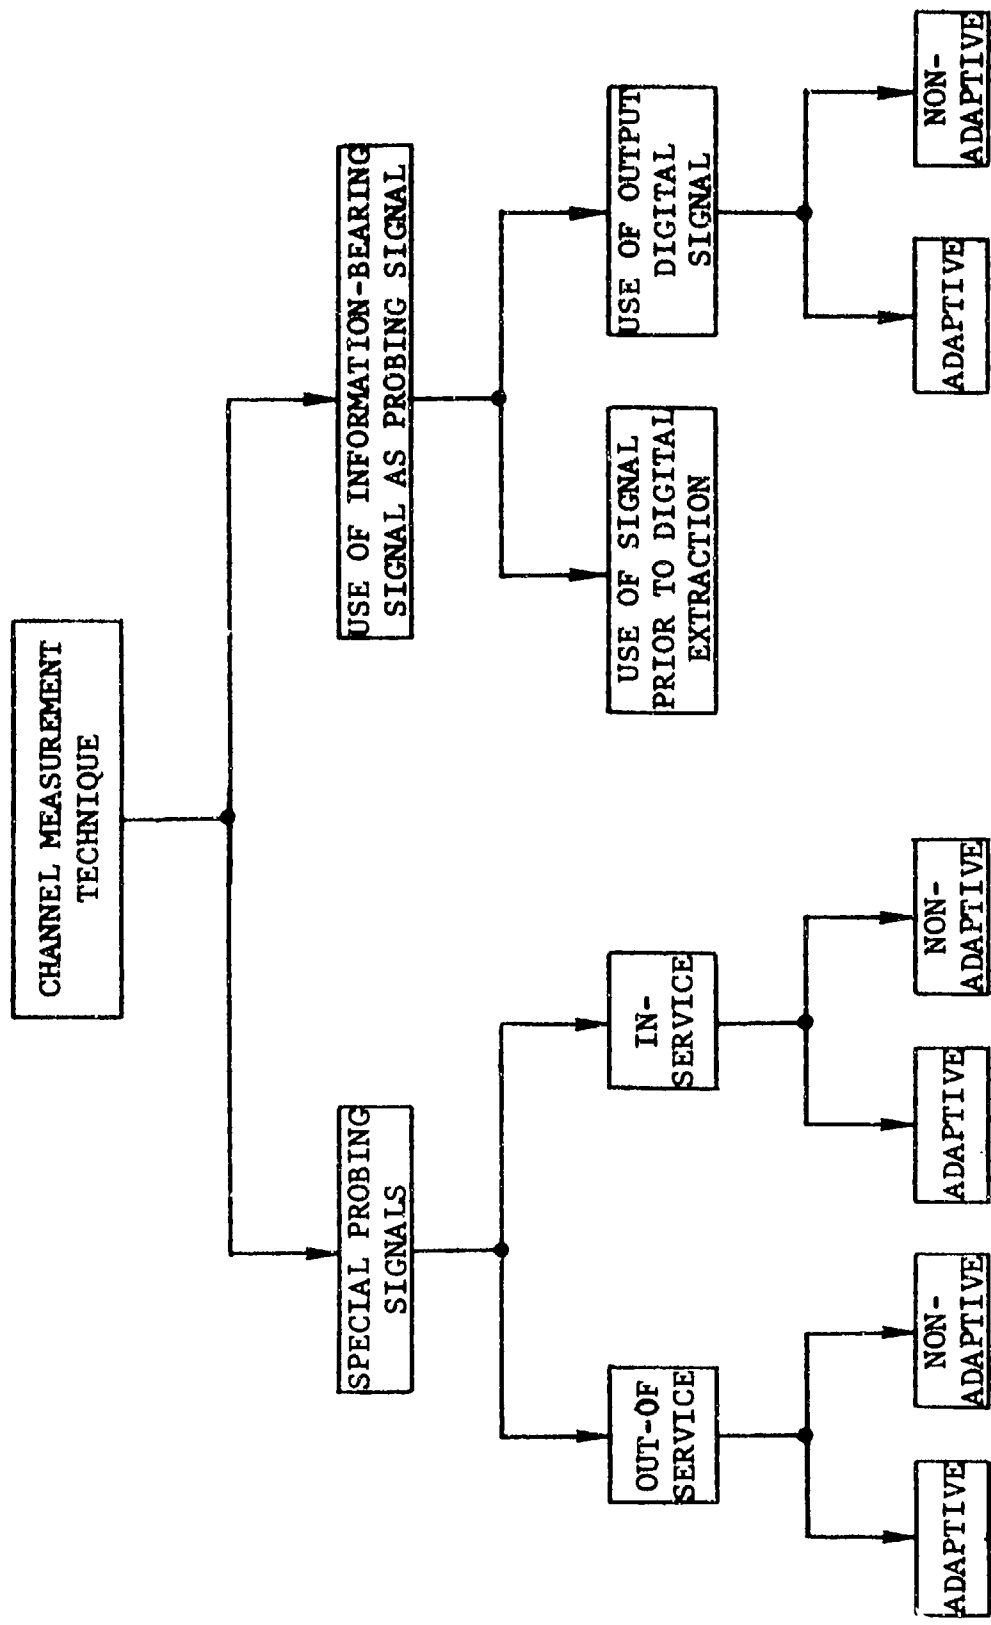 CHANNEL MEASUREMENT
TECHNIQUE
SPECIAL PROBING
SIGNALS
USE OF INFORMATION-BEARING
SIGNAL AS PROBING SIGNAL
OUT-OF
SERVICE
IN-
SERVICE
USE OF SIGNAL
PRIOR TO DIGITAL
EXTRACTION
USE OF OUTPUT
DIGITAL
SIGNAL
ADAPTIVE
NON-
ADAPTIVE
ADAPTIVE
NON-
ADAPTIVE
ADAPTIVE
NON-
ADAPTIVE